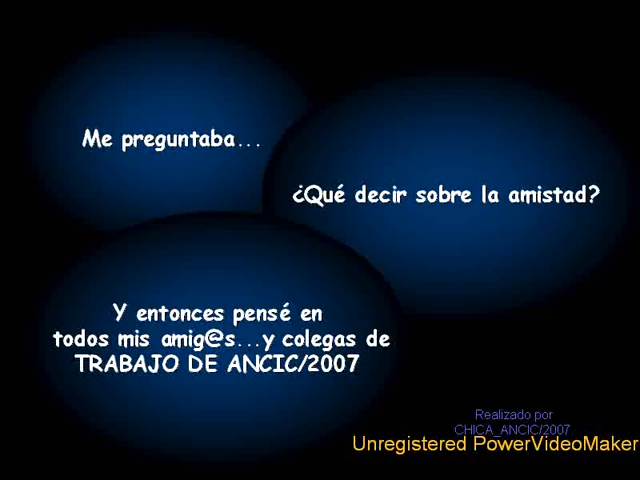 Me preguntaba...
¿Qué decir sobre la amistad?
Y entonces pensé en
todos mis amig@s...y colegas de
TRABAJO DE ANCIC/2007
Realizado por
CHICA_ANCIC/2007
Unregistered PowerVideoMaker